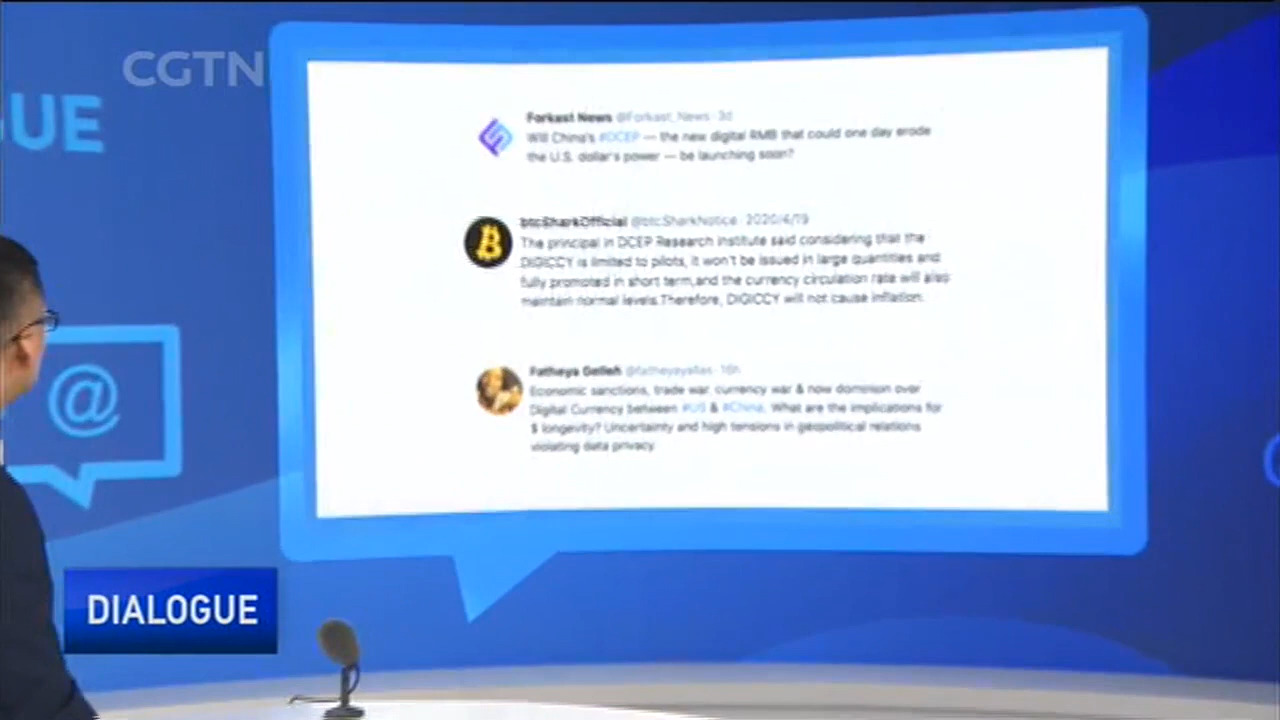 CGTN
UE
Forkast News @Forkast_News · 3d
Will China's #DCEP — the new digital RMB that could one day erode
the U.S. dollar's power — be launching soon?
btcSharkOfficial @btcSharkNotice · 2020/4/19
The principal in DCEP Research Institute said considering that the
DIGICCY is limited to pilots, it won't be issued in large quantities and
fully promoted in short term,and the currency circulation rate will also
maintain normal levels.Therefore, DIGICCY will not cause inflation.
Fatheya Gelleh · 16h
Economic sanctions, trade war, currency war & now dominion over
Digital Currency between #US & #China. What are the implications for
$ longevity? Uncertainty and high tensions in geopolitical relations
violating data privacy
@
DIALOGUE